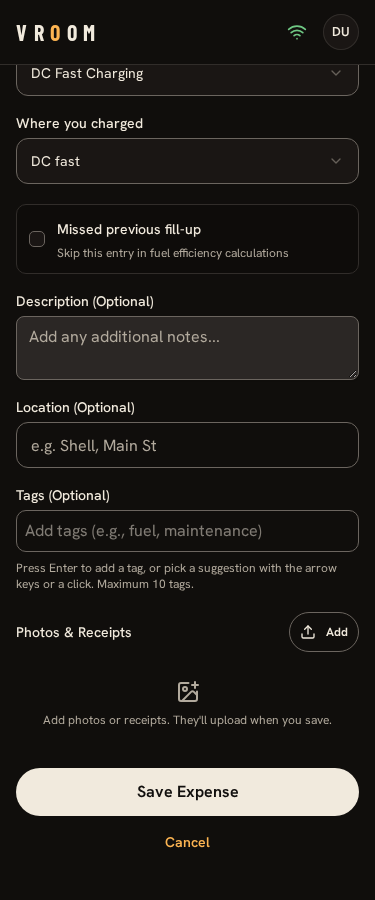 VROOM
DU
DC Fast Charging
Where you charged
DC fast
Missed previous fill-up
Skip this entry in fuel efficiency calculations
Description (Optional)
Add any additional notes...
Location (Optional)
e.g. Shell, Main St
Tags (Optional)
Add tags (e.g., fuel, maintenance)
Press Enter to add a tag, or pick a suggestion with the arrow
keys or a click. Maximum 10 tags.
Photos & Receipts
Add
Add photos or receipts. They'll upload when you save.
Save Expense
Cancel